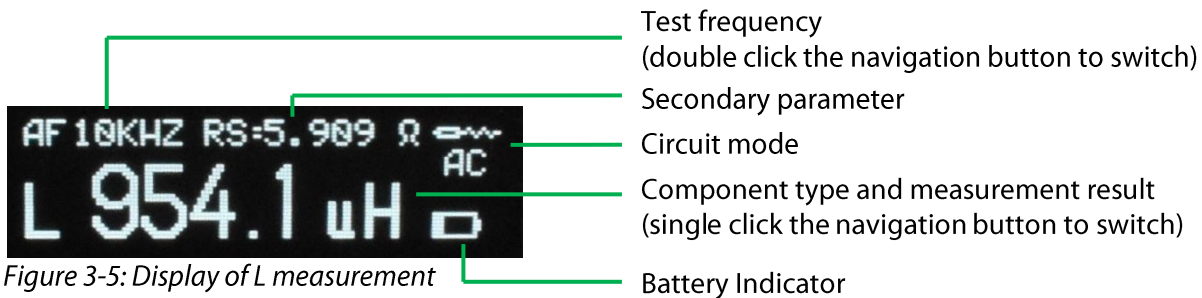 Test frequency
(double click the navigation button to switch)
Secondary parameter
AF 10KHZ RS=5.909 Ω
Circuit mode
AC
L 954.1 uH
Component type and measurement result
(single click the navigation button to switch)
Figure 3-5: Display of L measurement
Battery Indicator